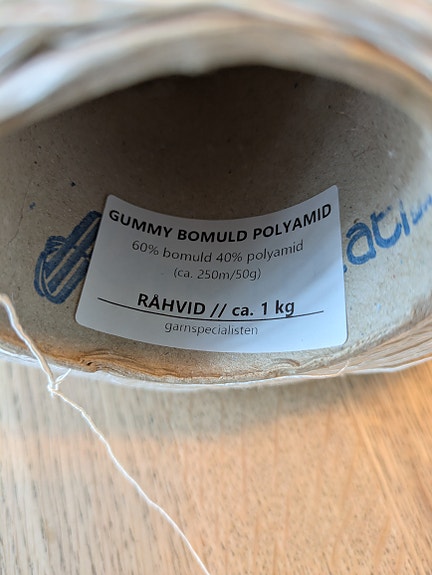 GUMMY BOMULD POLYAMID
60% bomuld 40% polyamid
(ca. 250m/50g)
RÅHVID // ca. 1 kg
garnspecialisten